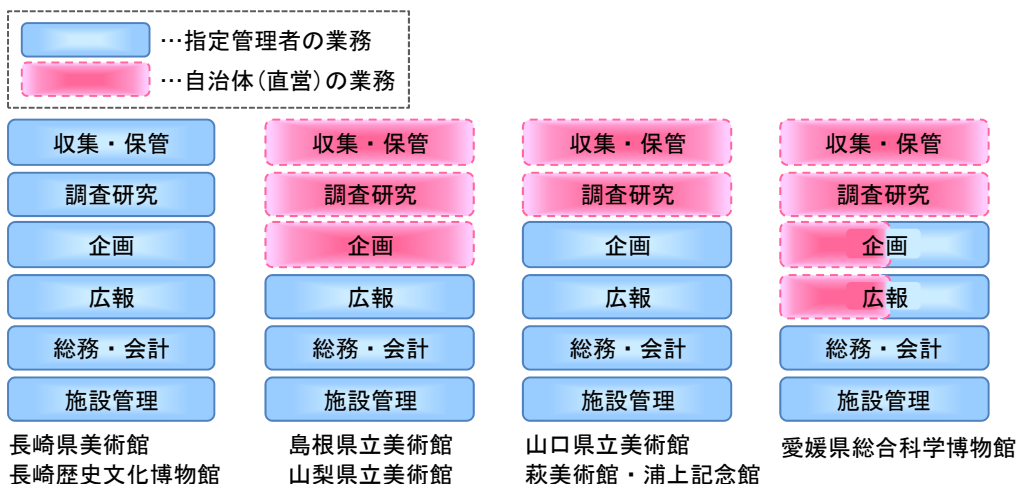 …指定管理者の業務
…自治体(直営)の業務
収集・保管
調査研究
企画
広報
総務・会計
施設管理
長崎県美術館
長崎歴史文化博物館
収集・保管
調査研究
企画
広報
総務・会計
施設管理
島根県立美術館
山梨県立美術館
収集・保管
調査研究
企画
広報
総務・会計
施設管理
山口県立美術館
萩美術館・浦上記念館
収集・保管
調査研究
企画
広報
総務・会計
施設管理
愛媛県総合科学博物館